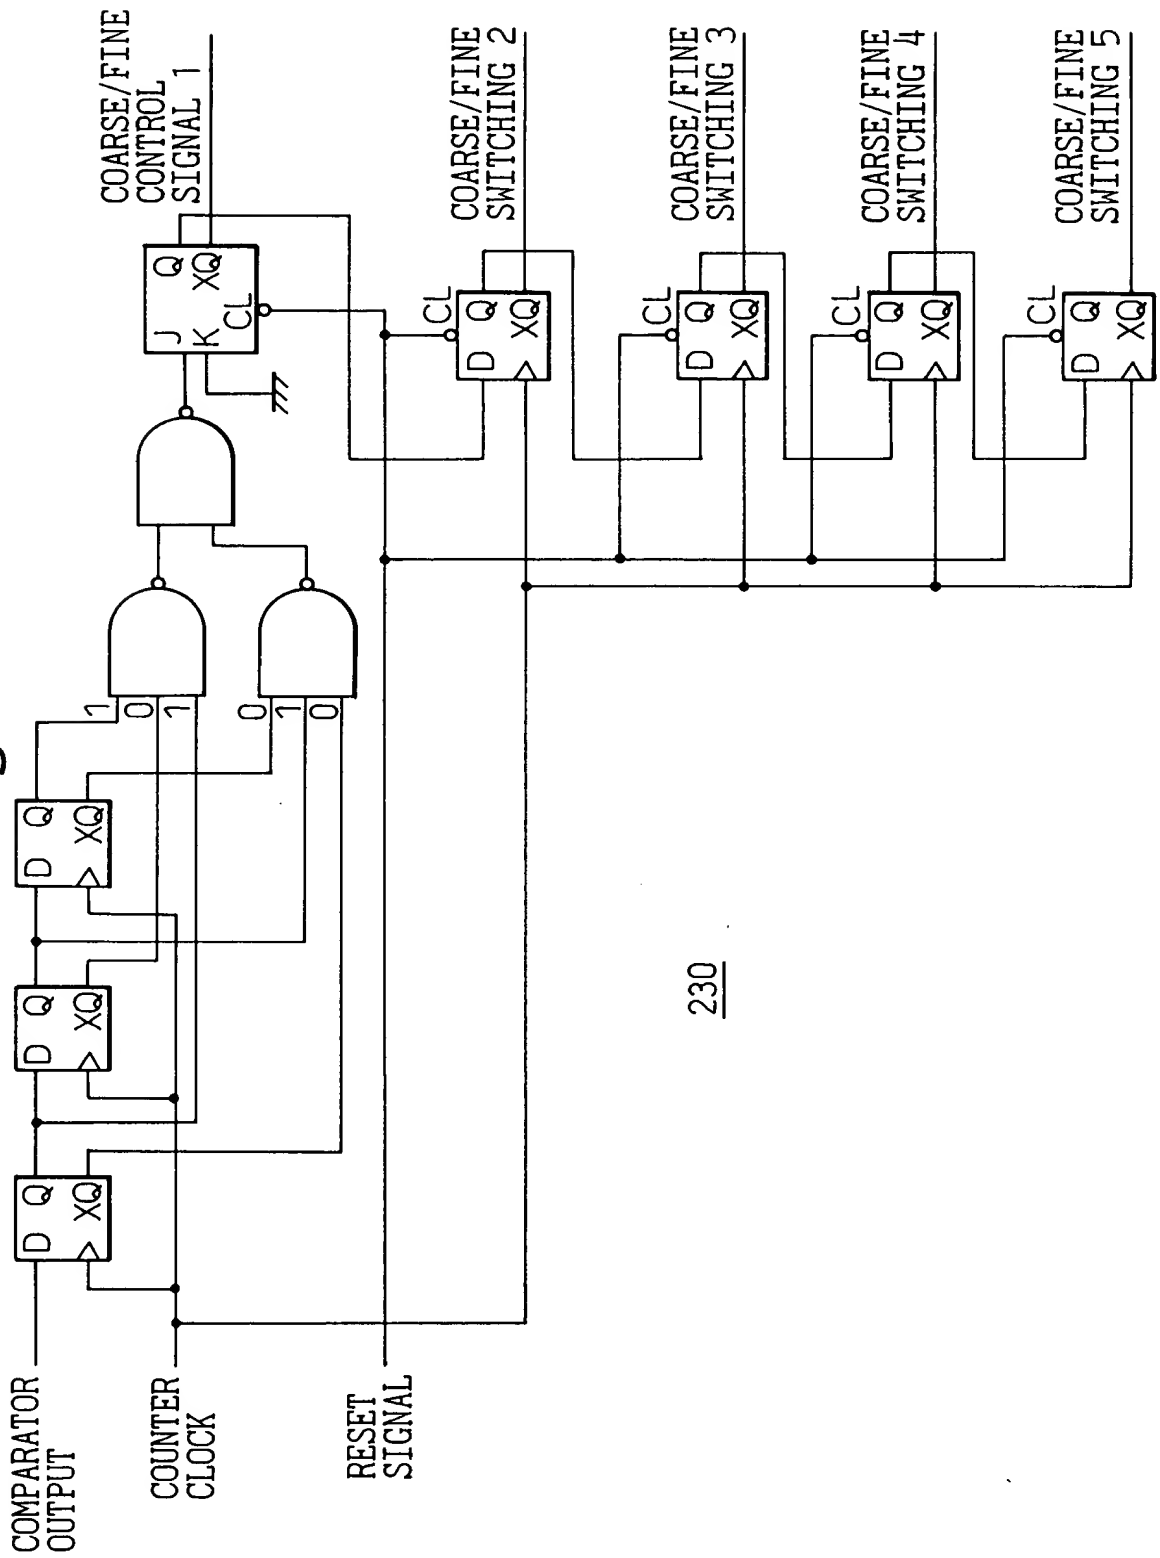 COMPARATOR
OUTPUT
COUNTER
CLOCK
RESET
SIGNAL
D Q
XQ
D Q
XQ
D Q
XQ
1
0
1
0
1
0
J Q
K XQ
CL
COARSE/FINE
CONTROL
SIGNAL 1
CL
D Q
XQ
COARSE/FINE
SWITCHING 2
CL
D Q
XQ
COARSE/FINE
SWITCHING 3
CL
D Q
XQ
COARSE/FINE
SWITCHING 4
CL
D Q
XQ
COARSE/FINE
SWITCHING 5
230